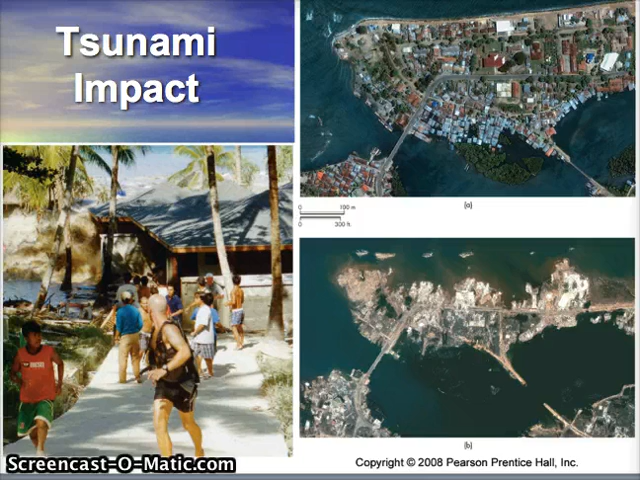 Tsunami
Impact
(a)
0 100 m
0 300 ft.
(b)
Copyright © 2008 Pearson Prentice Hall, Inc.
Screencast-O-Matic.com